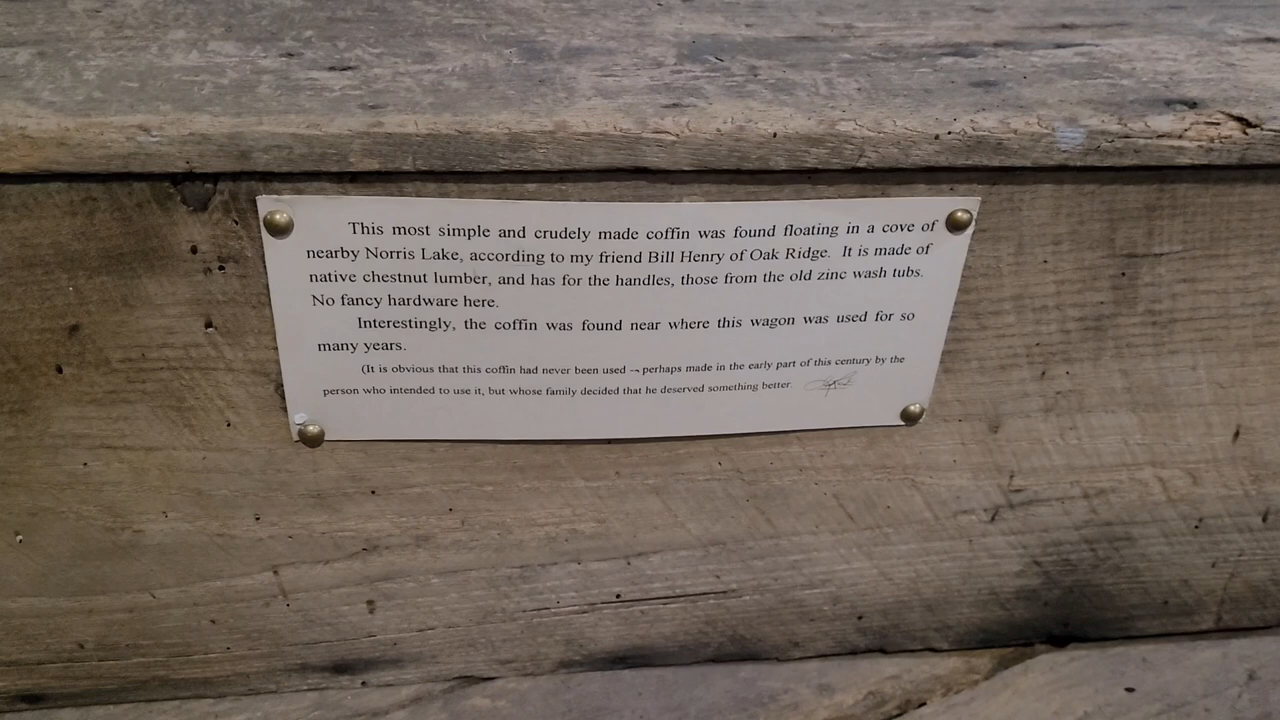 This most simple and crudely made coffin was found floating in a cove of
nearby Norris Lake, according to my friend Bill Henry of Oak Ridge. It is made of
native chestnut lumber, and has for the handles, those from the old zinc wash tubs.
No fancy hardware here.
Interestingly, the coffin was found near where this wagon was used for so
many years.
(It is obvious that this coffin had never been used -- perhaps made in the early part of this century by the
person who intended to use it, but whose family decided that he deserved something better.